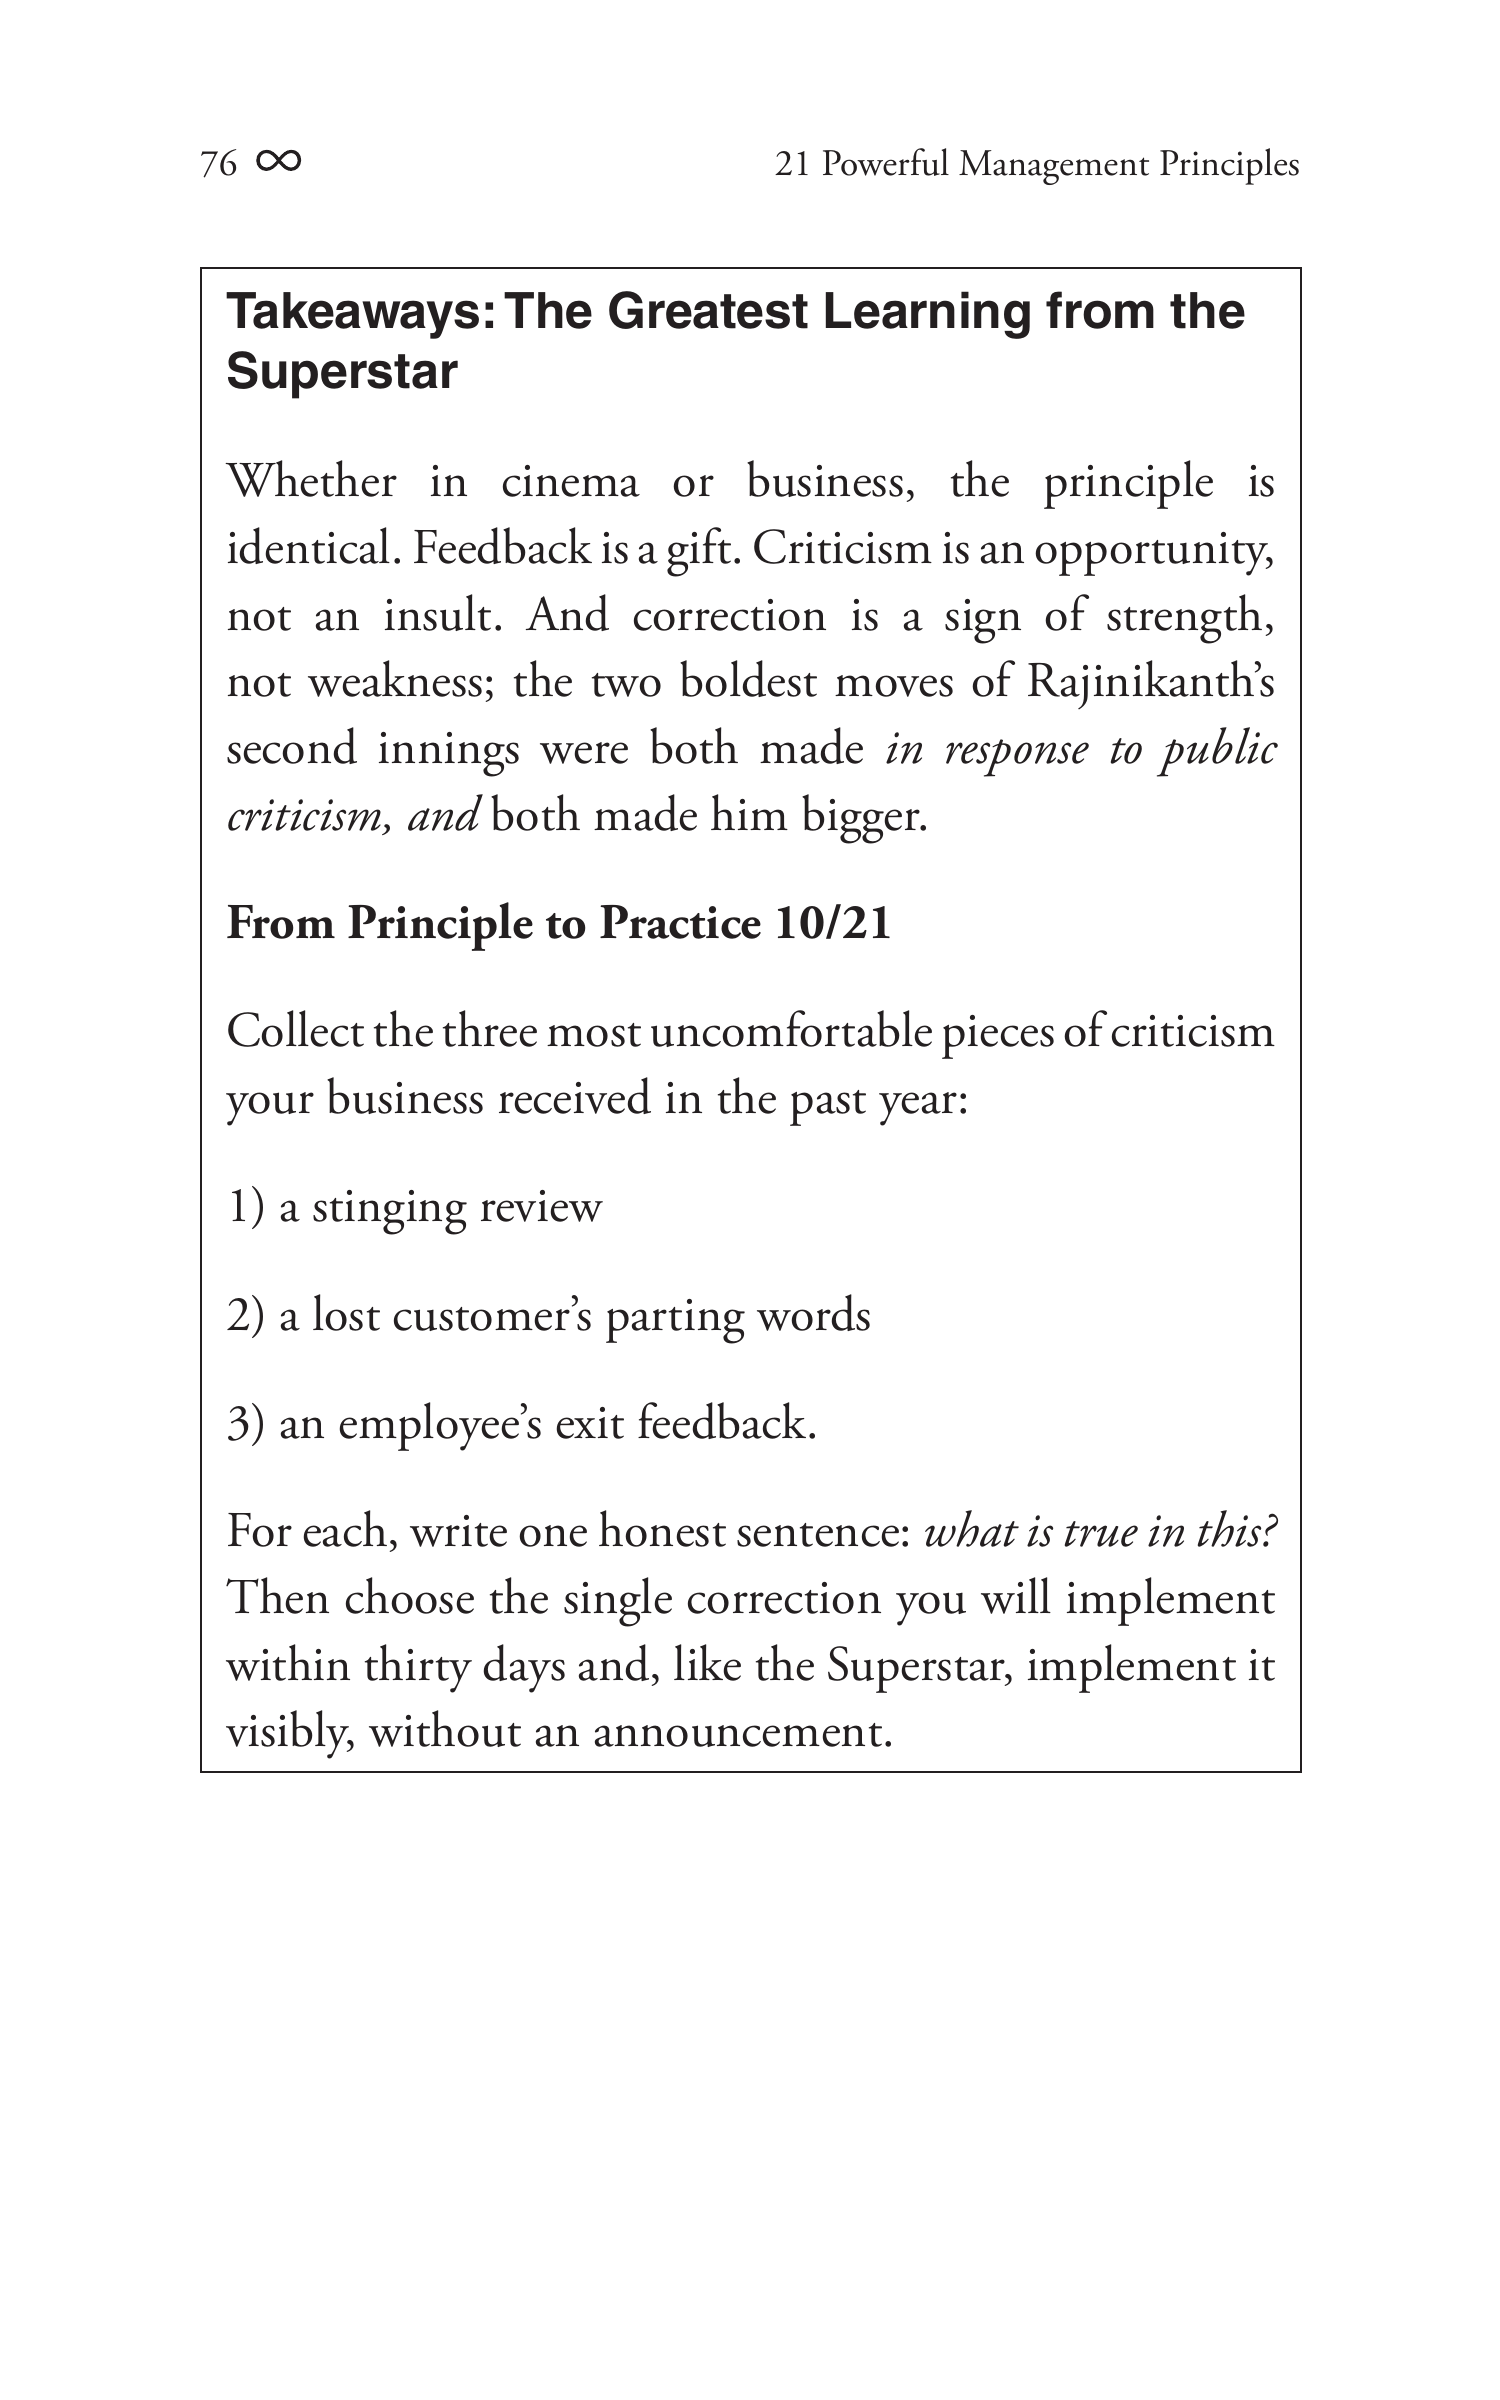 76 ∞ 21 Powerful Management Principles
Takeaways: The Greatest Learning from the
Superstar
Whether in cinema or business, the principle is
identical. Feedback is a gift. Criticism is an opportunity,
not an insult. And correction is a sign of strength,
not weakness; the two boldest moves of Rajinikanth’s
second innings were both made in response to public
criticism, and both made him bigger.
From Principle to Practice 10/21
Collect the three most uncomfortable pieces of criticism
your business received in the past year:
1) a stinging review
2) a lost customer’s parting words
3) an employee’s exit feedback.
For each, write one honest sentence: what is true in this?
Then choose the single correction you will implement
within thirty days and, like the Superstar, implement it
visibly, without an announcement.